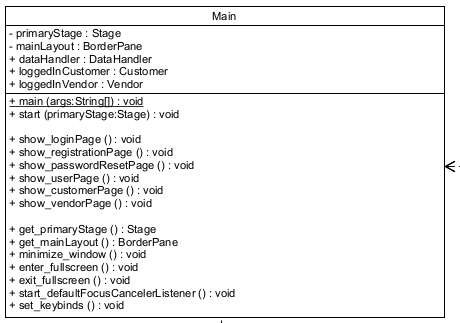 Main
- primaryStage : Stage
- mainLayout : BorderPane
+ dataHandler : DataHandler
+ loggedInCustomer : Customer
+ loggedInVendor : Vendor
+ main (args:String[]) : void
+ start (primaryStage:Stage) : void
+ show_loginPage () : void
+ show_registrationPage () : void
+ show_passwordResetPage () : void
+ show_userPage () : void
+ show_customerPage () : void
+ show_vendorPage () : void
+ get_primaryStage () : Stage
+ get_mainLayout () : BorderPane
+ minimize_window () : void
+ enter_fullscreen () : void
+ exit_fullscreen () : void
+ start_defaultFocusCancelerListener () : void
+ set_keybinds () : void